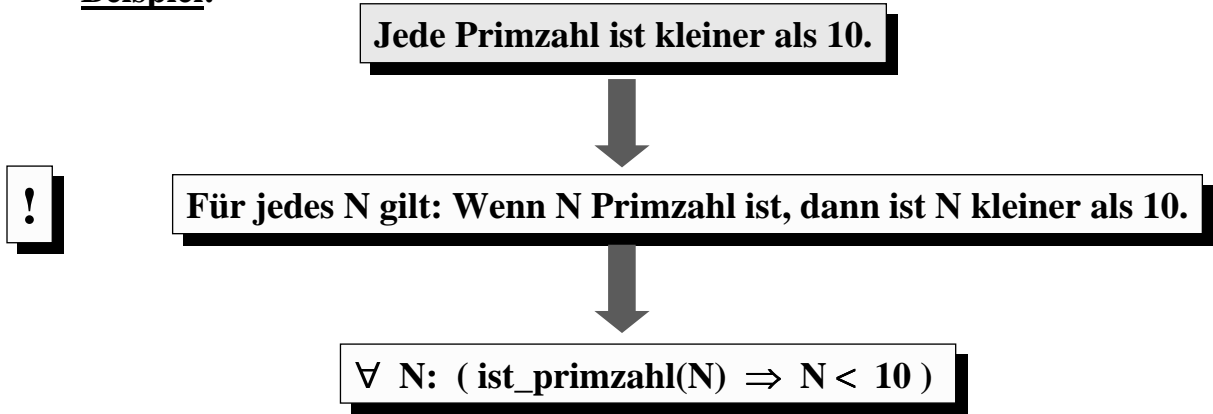 Beispiel:
Jede Primzahl ist kleiner als 10.
!
Für jedes N gilt: Wenn N Primzahl ist, dann ist N kleiner als 10.
∀ N: ( ist_primzahl(N) ⇒ N < 10 )